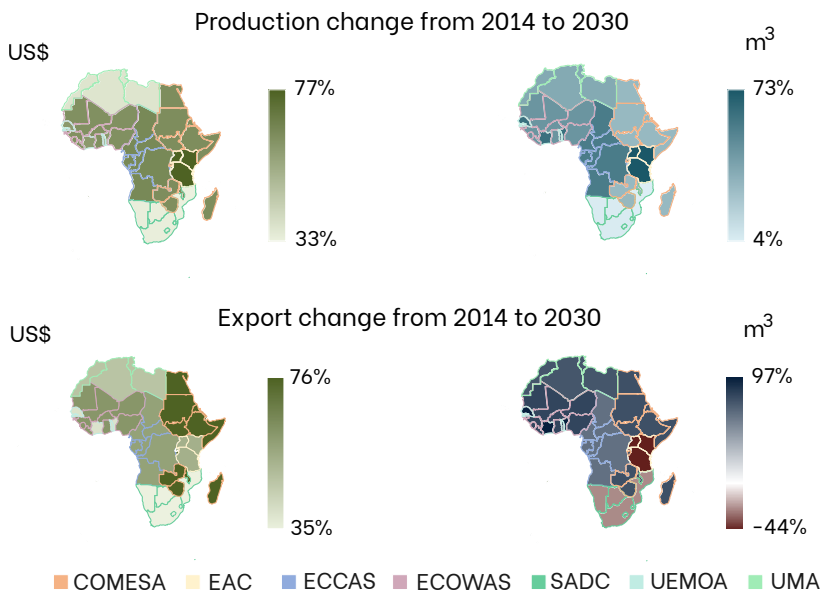 Production change from 2014 to 2030
US$
m3
77%
33%
73%
4%
Export change from 2014 to 2030
US$
m3
76%
35%
97%
-44%
COMESA EAC ECCAS ECOWAS SADC UEMOA UMA